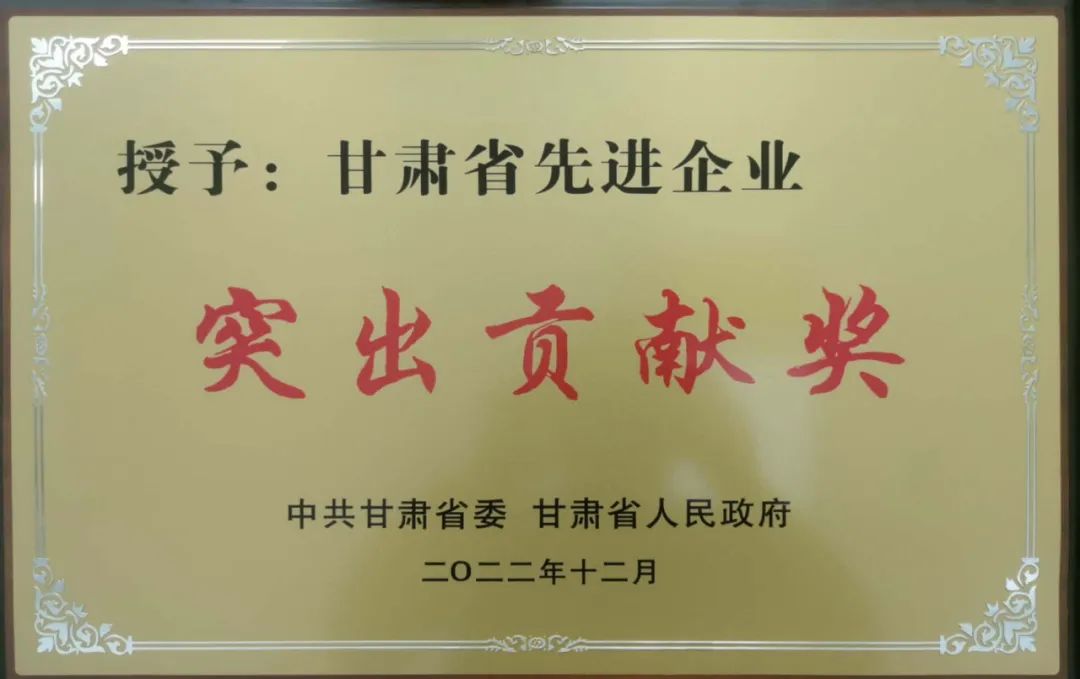 授予：甘肃省先进企业
突出贡献奖
中共甘肃省委 甘肃省人民政府
二〇二二年十二月